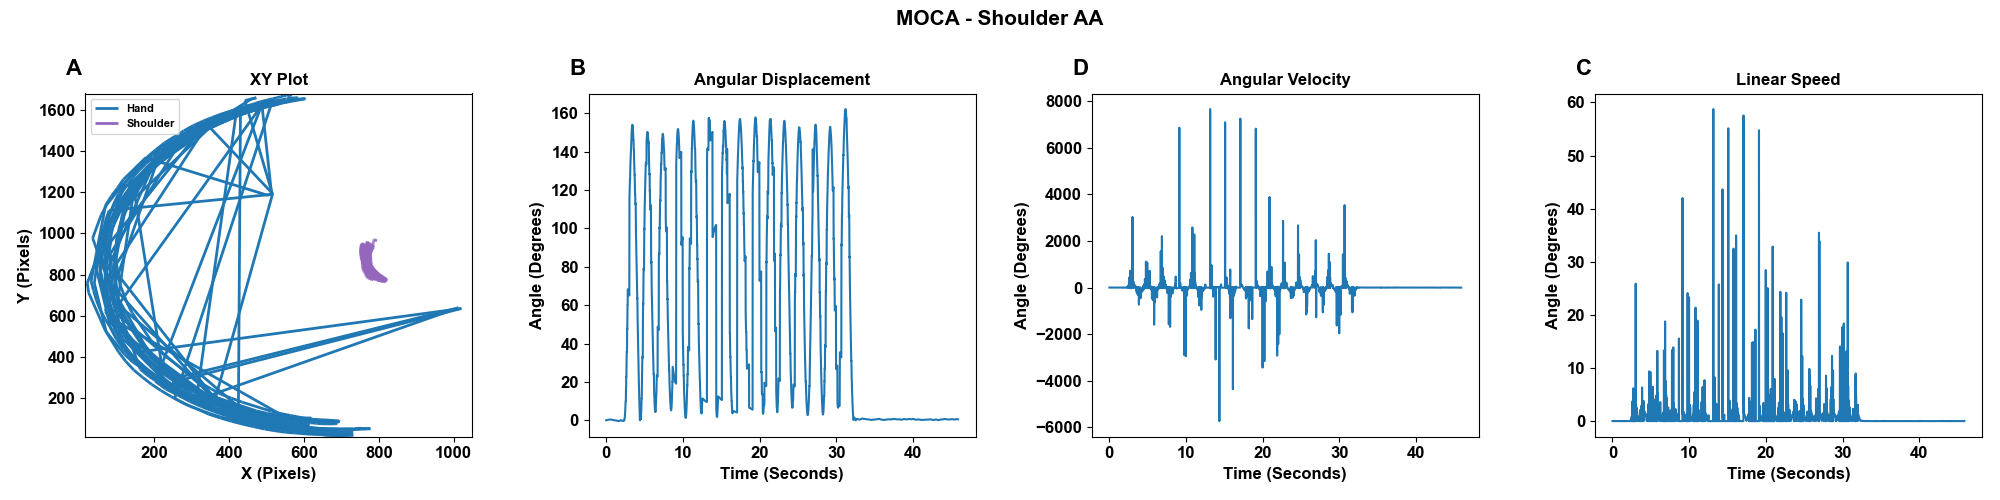 MOCA - Shoulder AA
A
XY Plot
Hand
Shoulder
1600
1400
1200
1000
800
600
400
200
Y (Pixels)
200 400 600 800 1000
X (Pixels)
B
Angular Displacement
160
140
120
100
80
60
40
20
0
Angle (Degrees)
0 10 20 30 40
Time (Seconds)
D
Angular Velocity
8000
6000
4000
2000
0
−2000
−4000
−6000
Angle (Degrees)
0 10 20 30 40
Time (Seconds)
C
Linear Speed
60
50
40
30
20
10
0
Angle (Degrees)
0 10 20 30 40
Time (Seconds)